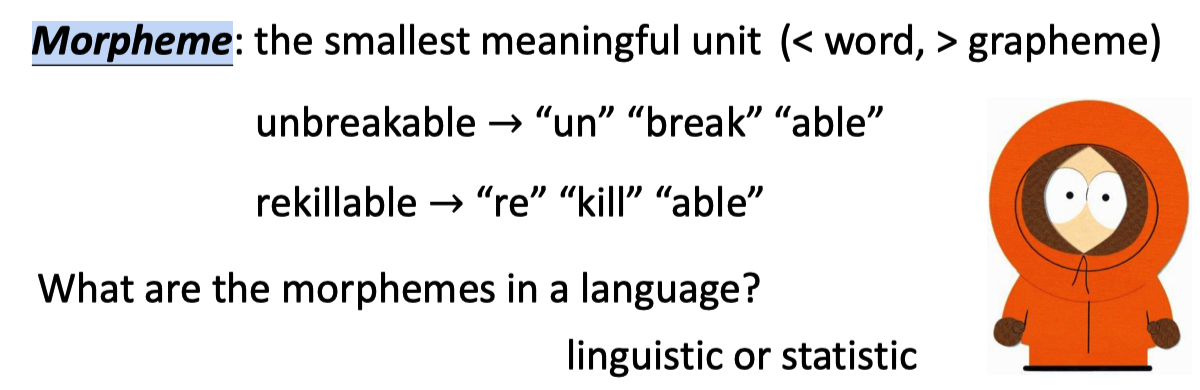 Morpheme: the smallest meaningful unit (< word, > grapheme)
unbreakable → “un” “break” “able”
rekillable → “re” “kill” “able”
What are the morphemes in a language?
linguistic or statistic